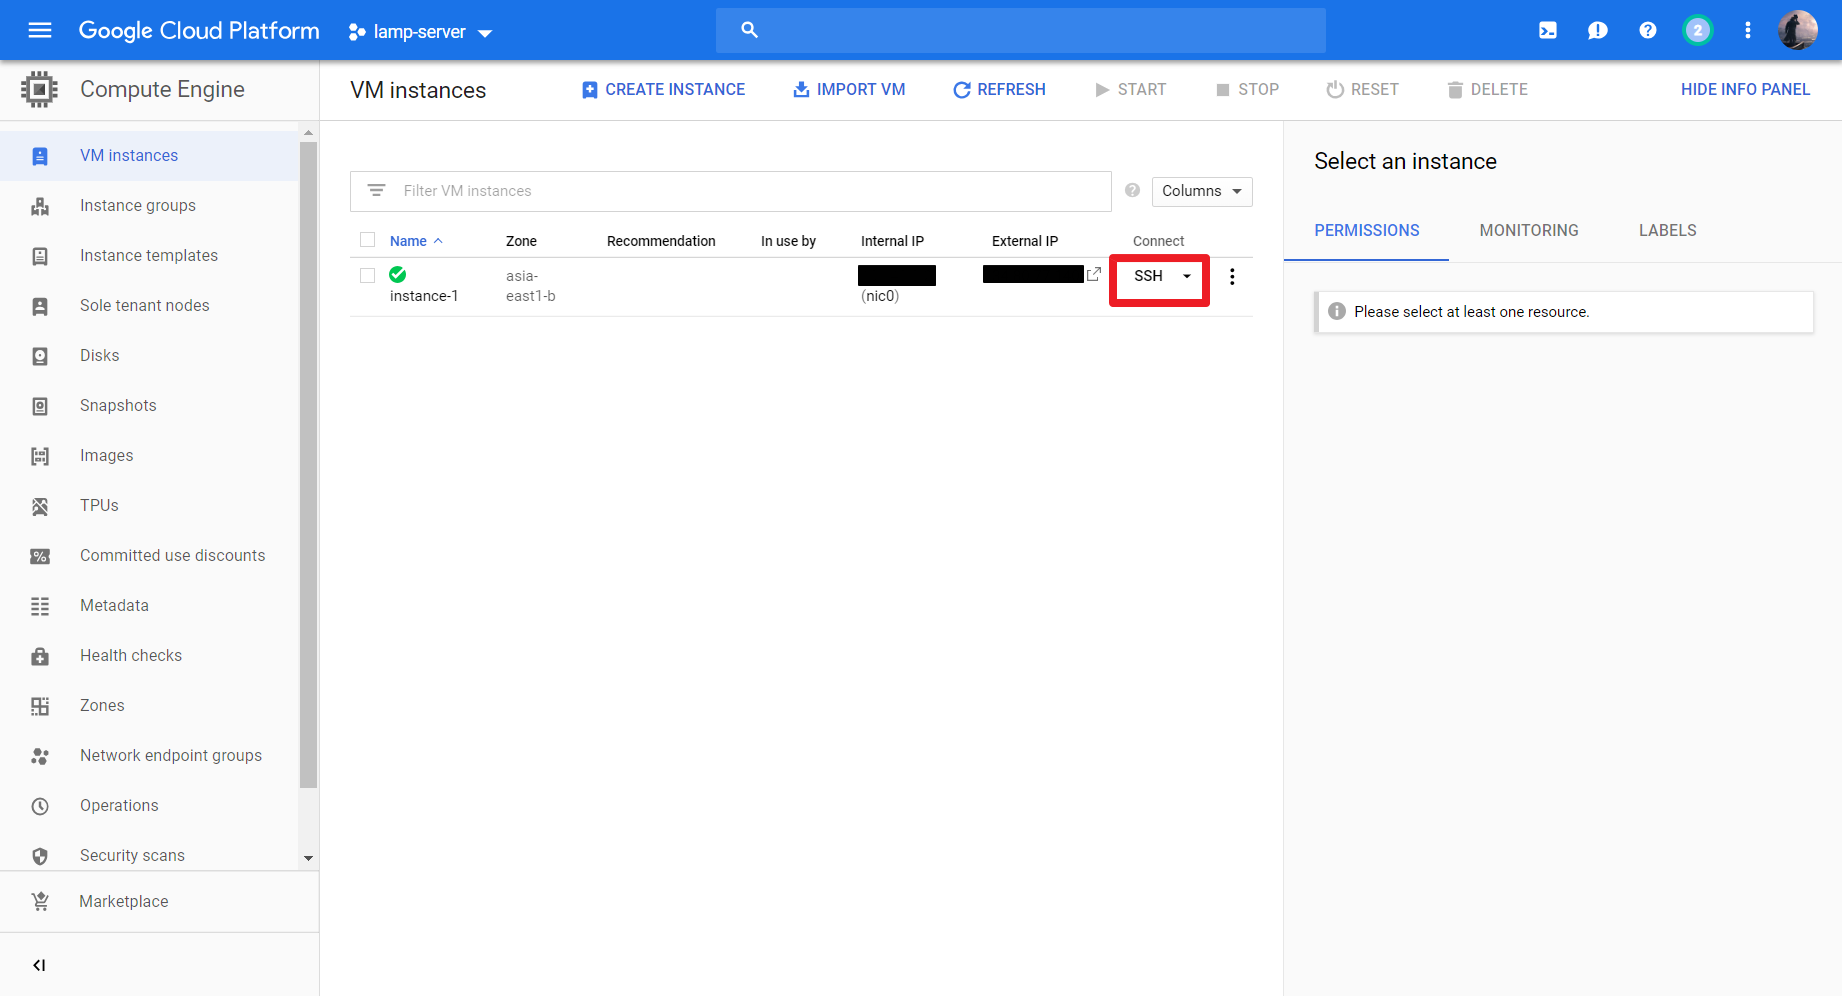 Google Cloud Platform
lamp-server
2
Compute Engine
VM instances
CREATE INSTANCE
IMPORT VM
REFRESH
START
STOP
RESET
DELETE
HIDE INFO PANEL
VM instances
Instance groups
Instance templates
Sole tenant nodes
Disks
Snapshots
Images
TPUs
Committed use discounts
Metadata
Health checks
Zones
Network endpoint groups
Operations
Security scans
Marketplace
Filter VM instances
Columns
Name
Zone
Recommendation
In use by
Internal IP
External IP
Connect
instance-1
asia-
east1-b
(nic0)
SSH
Select an instance
PERMISSIONS
MONITORING
LABELS
Please select at least one resource.